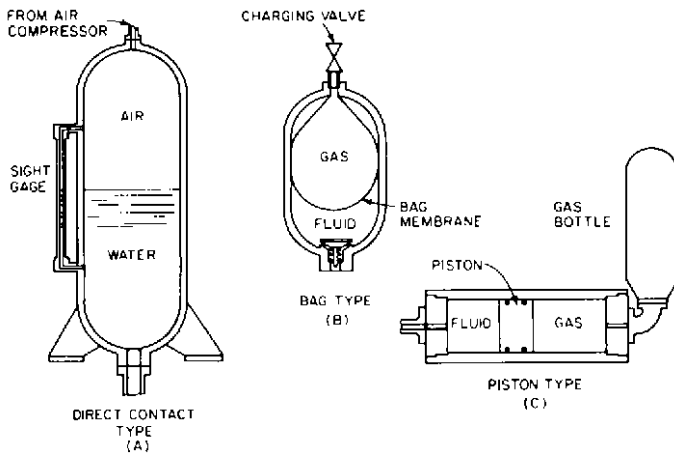 FROM AIR
COMPRESSOR
AIR
SIGHT
GAGE
WATER
DIRECT CONTACT
TYPE
(A)
CHARGING VALVE
GAS
FLUID
BAG
MEMBRANE
BAG TYPE
(B)
GAS
BOTTLE
PISTON
FLUID
GAS
PISTON TYPE
(C)